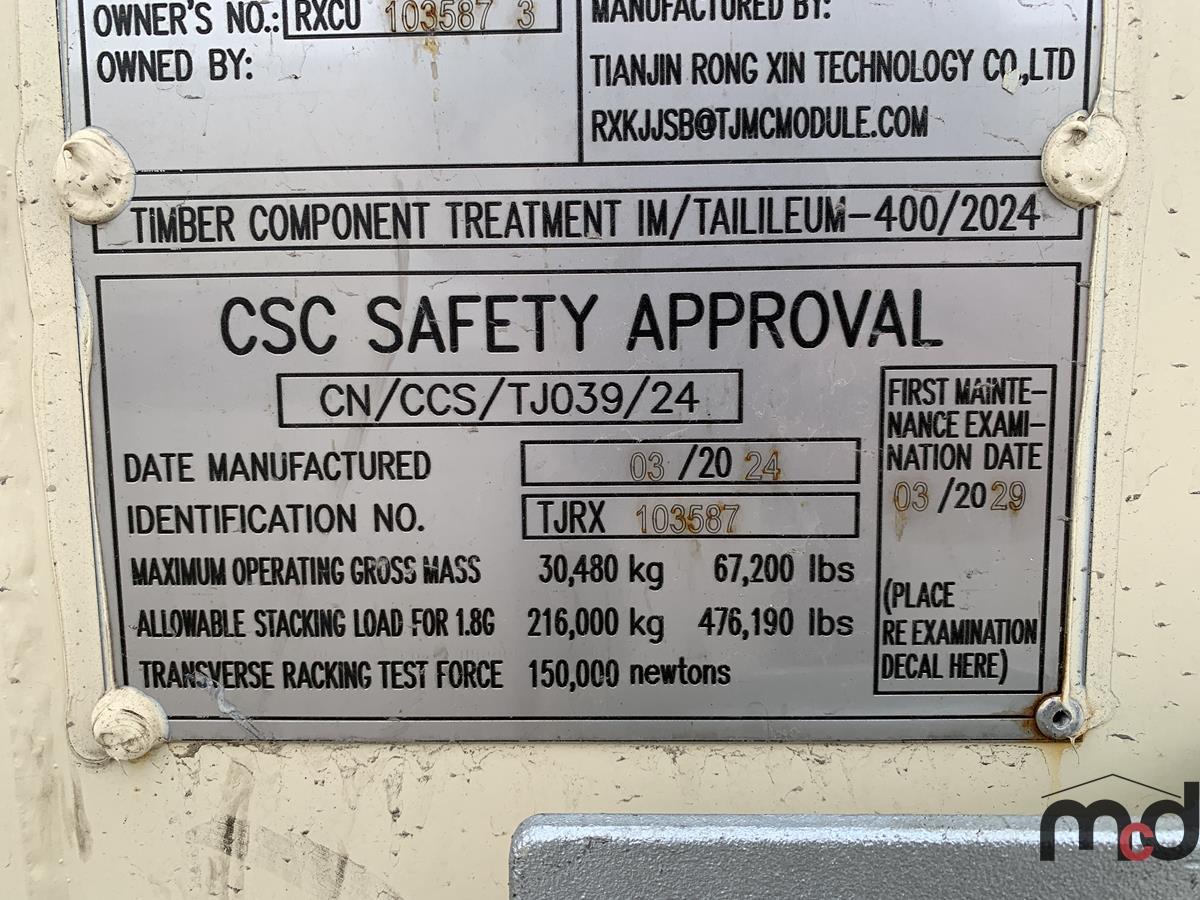 OWNER'S NO.: RXCU 103587 3
OWNED BY:
MANUFACTURED BY:
TIANJIN RONG XIN TECHNOLOGY CO.,LTD
RXKJJSB@TJMCMODULE.COM
TIMBER COMPONENT TREATMENT IM/TAILILEUM-400/2024
CSC SAFETY APPROVAL
CN/CCS/TJ039/24
DATE MANUFACTURED 03 /20 24
IDENTIFICATION NO. TJRX 103587
MAXIMUM OPERATING GROSS MASS 30,480 kg 67,200 lbs
ALLOWABLE STACKING LOAD FOR 1.8G 216,000 kg 476,190 lbs
TRANSVERSE RACKING TEST FORCE 150,000 newtons
FIRST MAINTE-
NANCE EXAMI-
NATION DATE
03 /20 29
(PLACE
RE EXAMINATION
DECAL HERE)
mcd